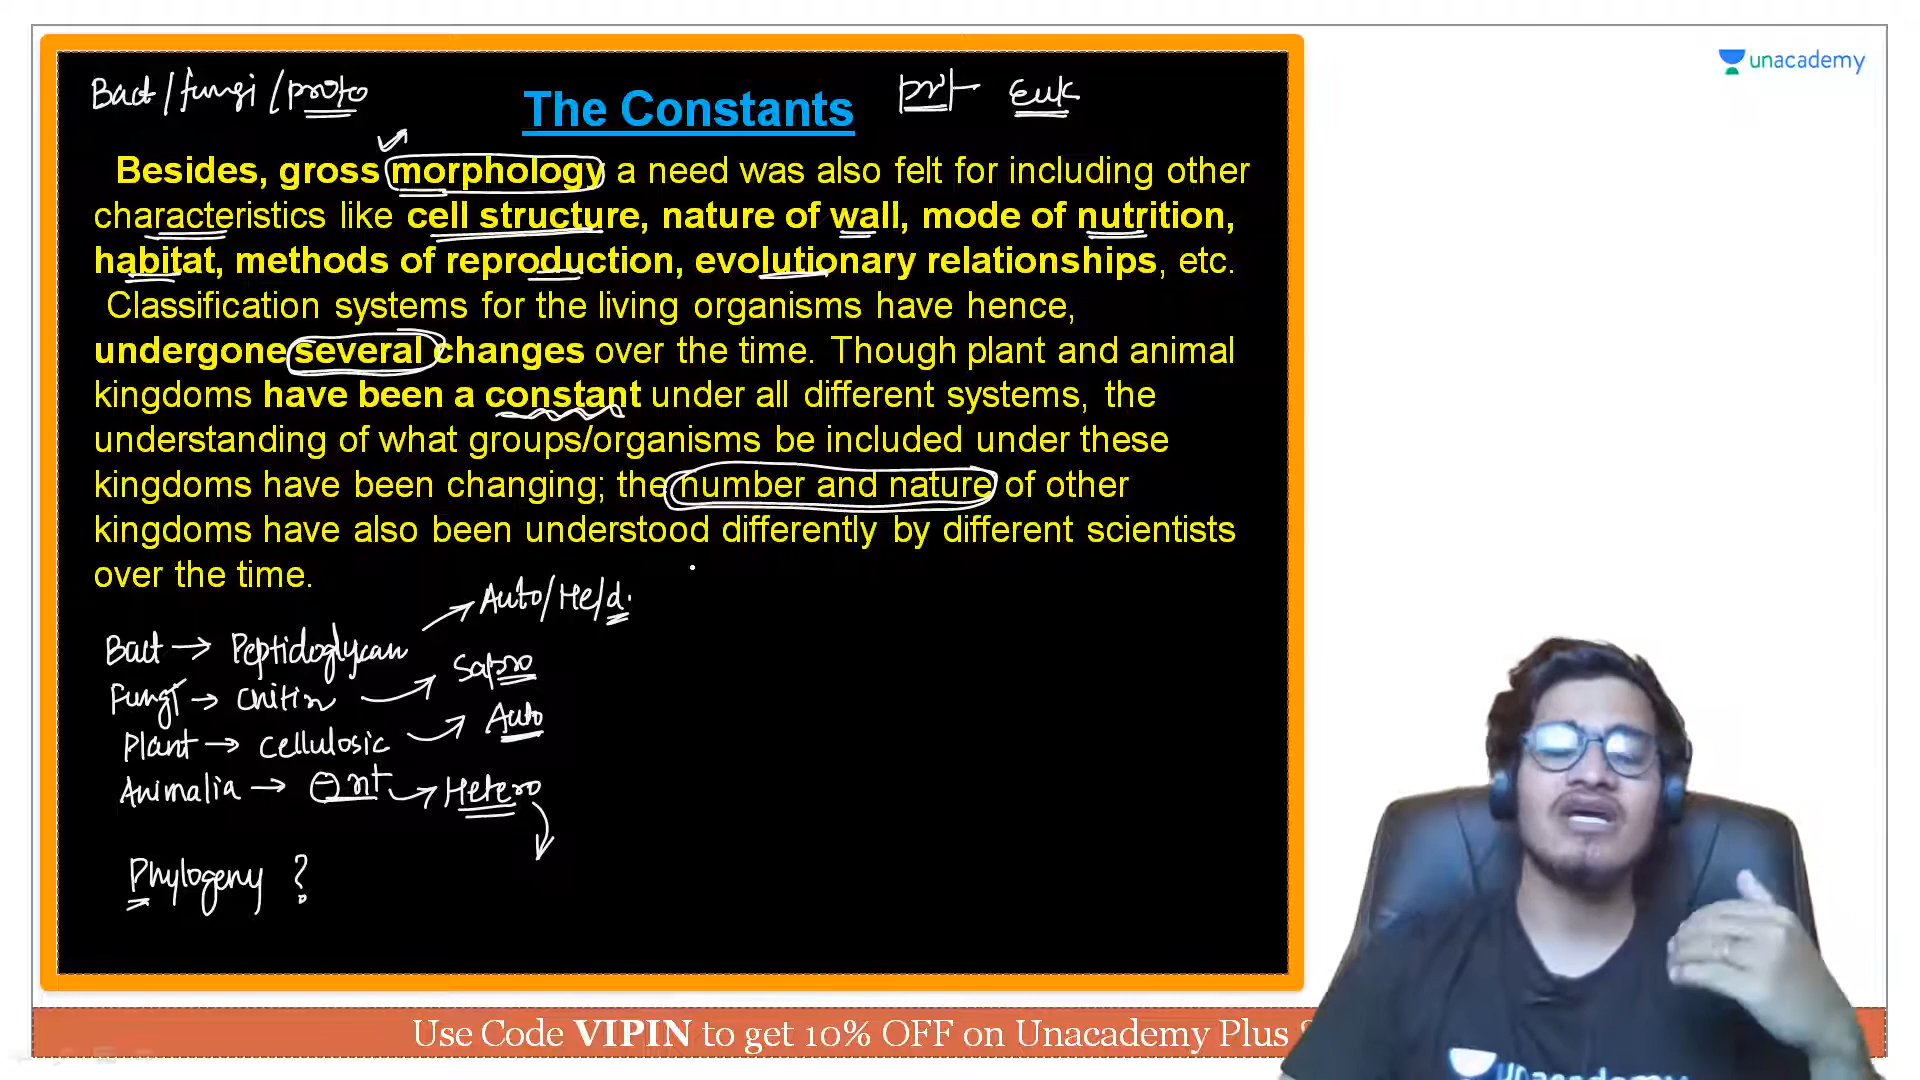 Bact/fungi/proto
The Constants
Euk
unacademy
Besides, gross morphology a need was also felt for including other
characteristics like cell structure, nature of wall, mode of nutrition,
habitat, methods of reproduction, evolutionary relationships, etc.
Classification systems for the living organisms have hence,
undergone several changes over the time. Though plant and animal
kingdoms have been a constant under all different systems, the
understanding of what groups/organisms be included under these
kingdoms have been changing; the number and nature of other
kingdoms have also been understood differently by different scientists
over the time.
Auto/He/d.
Bact → Peptidoglycan
Sapro
Fungi → Chitin
Auto
Plant → Cellulosic
Animalia → Hetero
Phylogeny ?
Use Code VIPIN to get 10% OFF on Unacademy Plus
unacademy